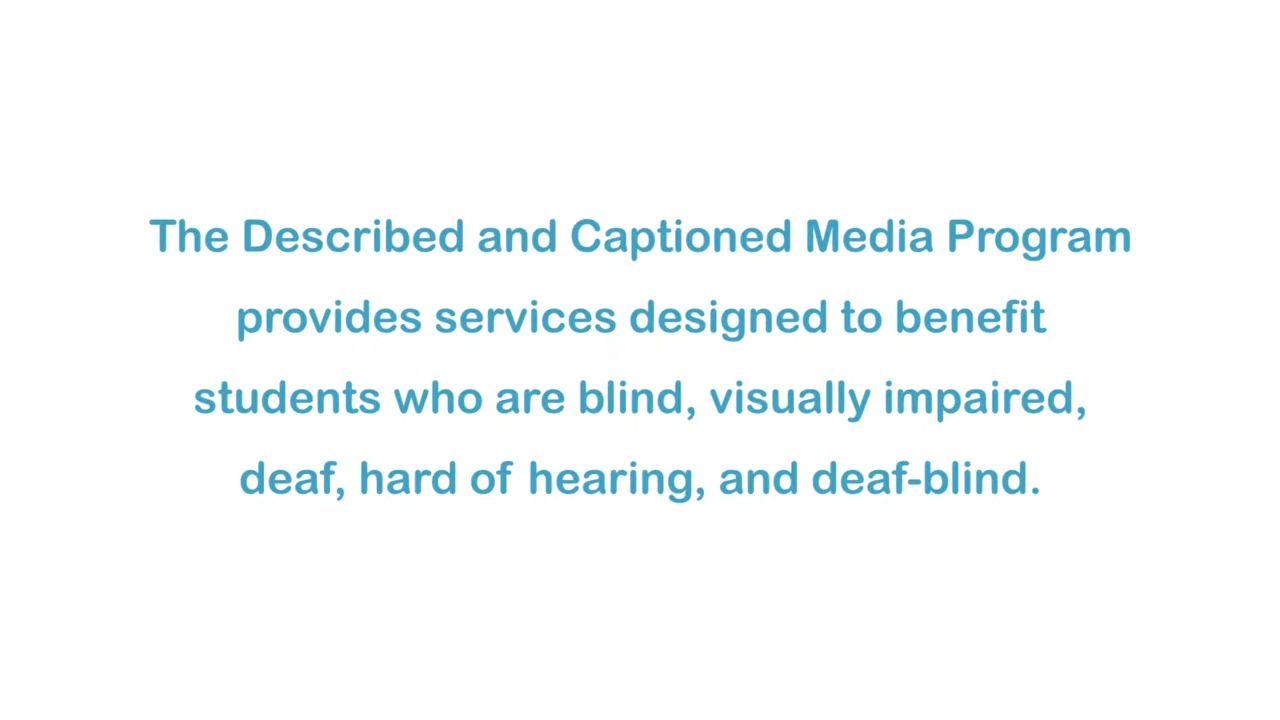 The Described and Captioned Media Program
provides services designed to benefit
students who are blind, visually impaired,
deaf, hard of hearing, and deaf-blind.